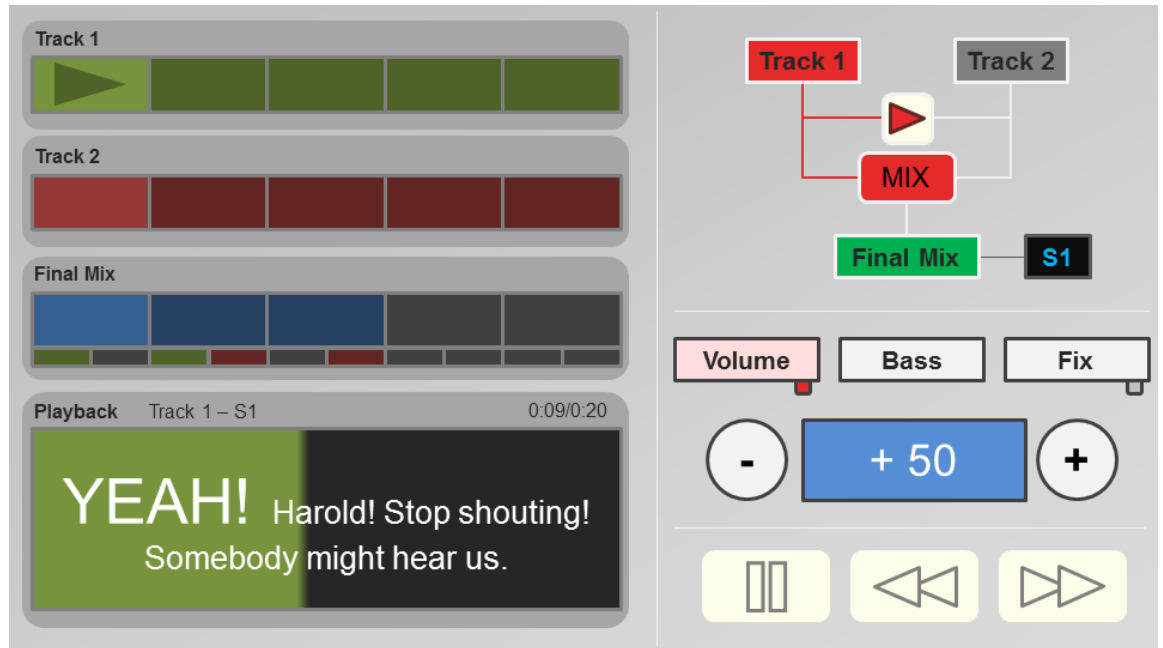 Track 1
Track 2
Final Mix
Playback Track 1 – S1 0:09/0:20
YEAH! Harold! Stop shouting!
Somebody might hear us.
Track 1 Track 2
MIX
Final Mix S1
Volume Bass Fix
- + 50 +